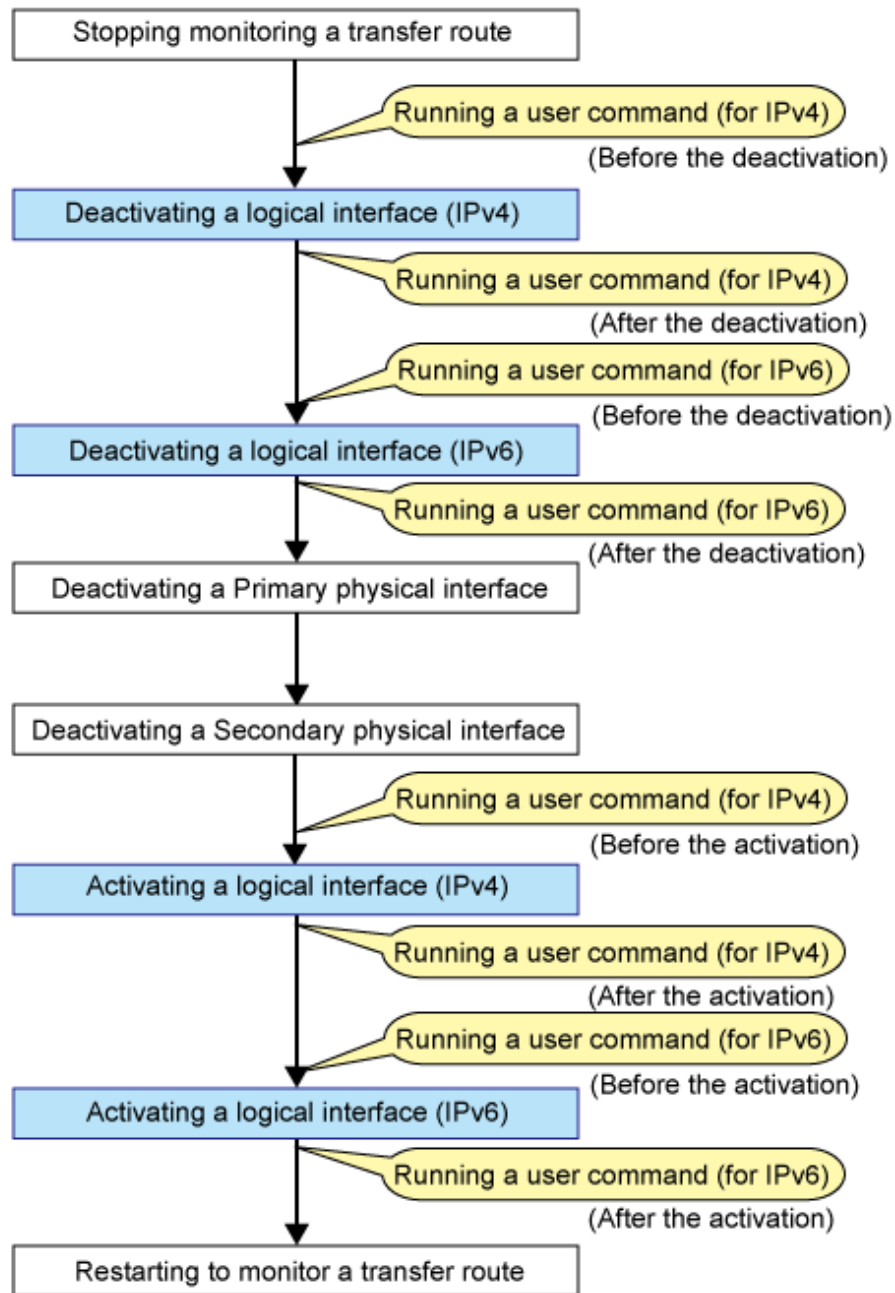 Stopping monitoring a transfer route
Running a user command (for IPv4)
(Before the deactivation)
Deactivating a logical interface (IPv4)
Running a user command (for IPv4)
(After the deactivation)
Running a user command (for IPv6)
(Before the deactivation)
Deactivating a logical interface (IPv6)
Running a user command (for IPv6)
(After the deactivation)
Deactivating a Primary physical interface
Deactivating a Secondary physical interface
Running a user command (for IPv4)
(Before the activation)
Activating a logical interface (IPv4)
Running a user command (for IPv4)
(After the activation)
Running a user command (for IPv6)
(Before the activation)
Activating a logical interface (IPv6)
Running a user command (for IPv6)
(After the activation)
Restarting to monitor a transfer route